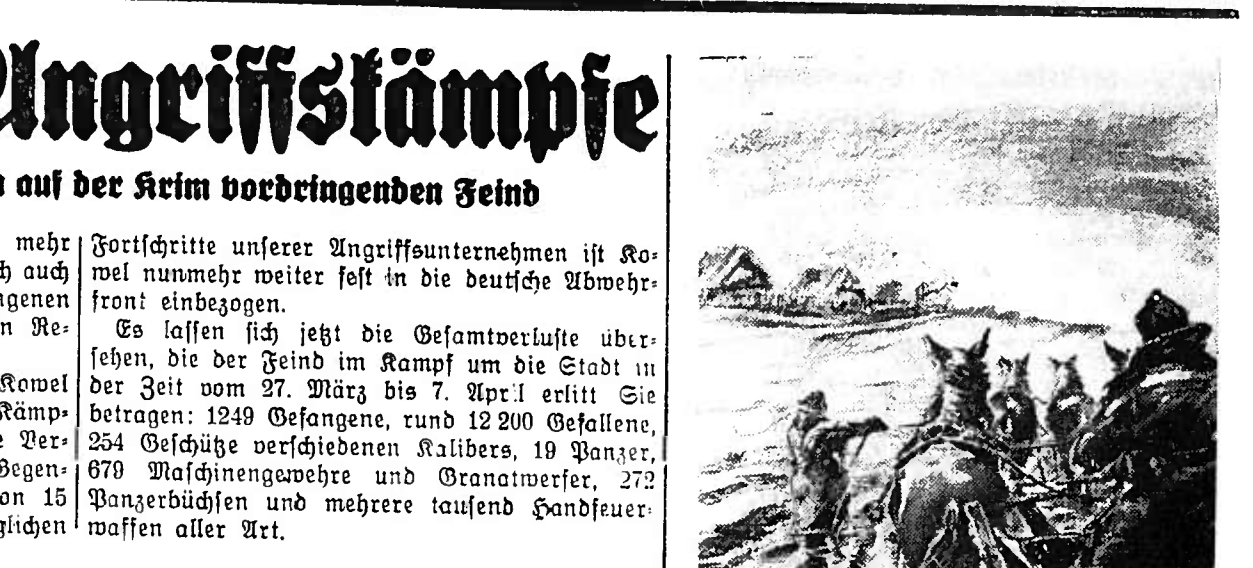 Angriffskämpfe
auf der Krim vordringenden Feind
mehr
auch
genen
n Re-
Kowel
Kämp-
e Ver-
Gegen-
on 15
glichen
Fortschritte unserer Angriffsunternehmen ist Ko-
wel nunmehr weiter fest in die deutsche Abwehr-
front einbezogen.
Es lassen sich jetzt die Gesamtverluste über-
sehen, die der Feind im Kampf um die Stadt in
der Zeit vom 27. März bis 7. April erlitt Sie
betragen: 1249 Gefangene, rund 12 200 Gefallene,
254 Geschütze verschiedenen Kalibers, 19 Panzer,
679 Maschinengewehre und Granatwerfer, 272
Panzerbüchsen und mehrere tausend Handfeuer-
waffen aller Art.